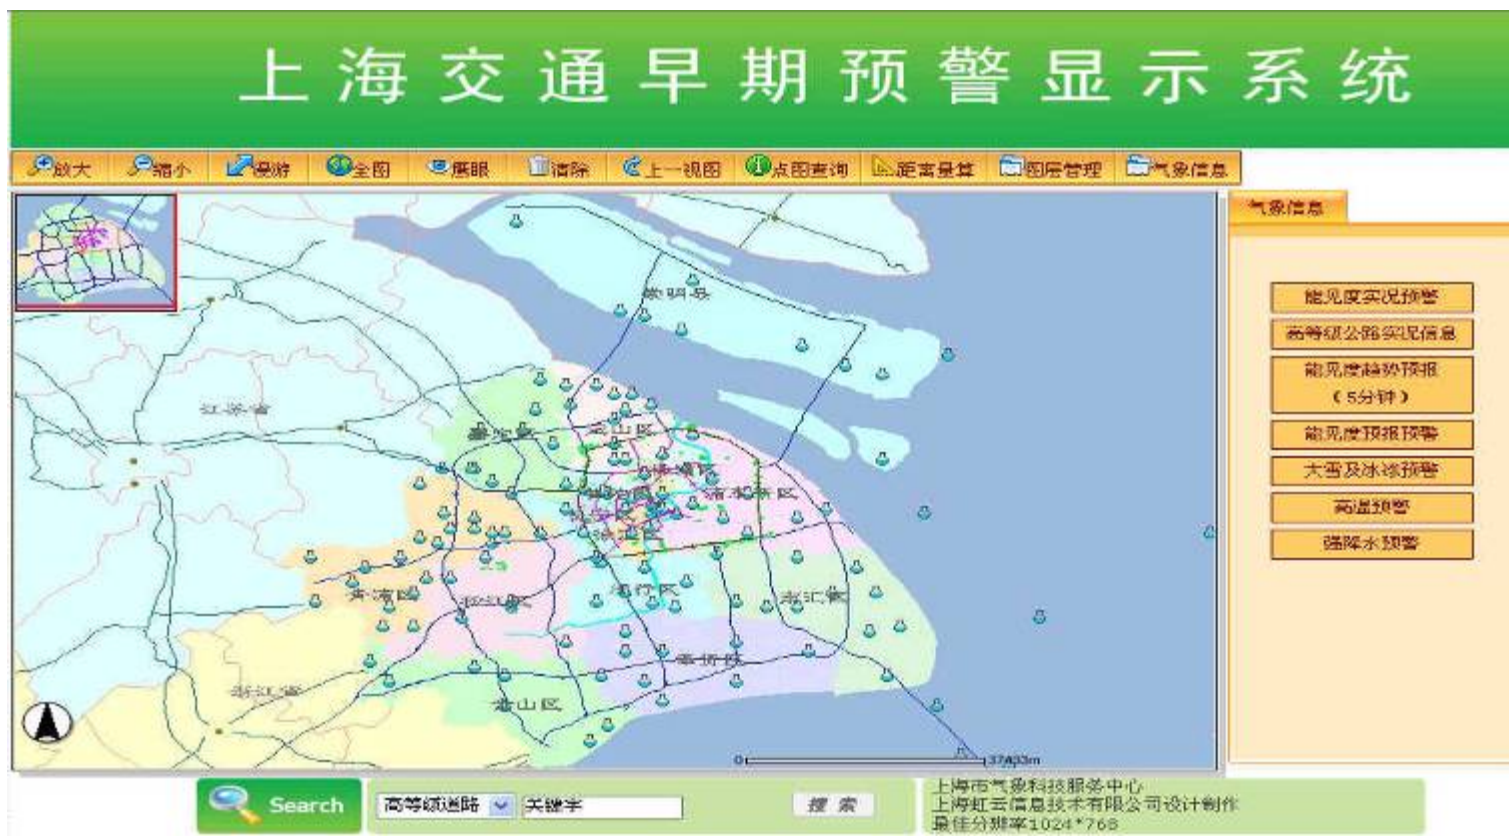 上海交通早期预警显示系统
放大 缩小 漫游 全图 鹰眼 清除 上一视图 点图查询 距离量算 图层管理 气象信息
气象信息
能见度实况预警
高等级公路实况信息
能见度趋势预报
（5分钟）
能见度预报预警
大雪及冰冻预警
高温预警
强降水预警
崇明县
江苏省
嘉定区
宝山区
浦东新区
青浦区
松江区
闵行区
南汇区
奉贤区
浙江省
金山区
0 37433m
Search 高等级道路 关键字 搜索
上海市气象科技服务中心
上海虹云信息技术有限公司设计制作
最佳分辨率1024*768